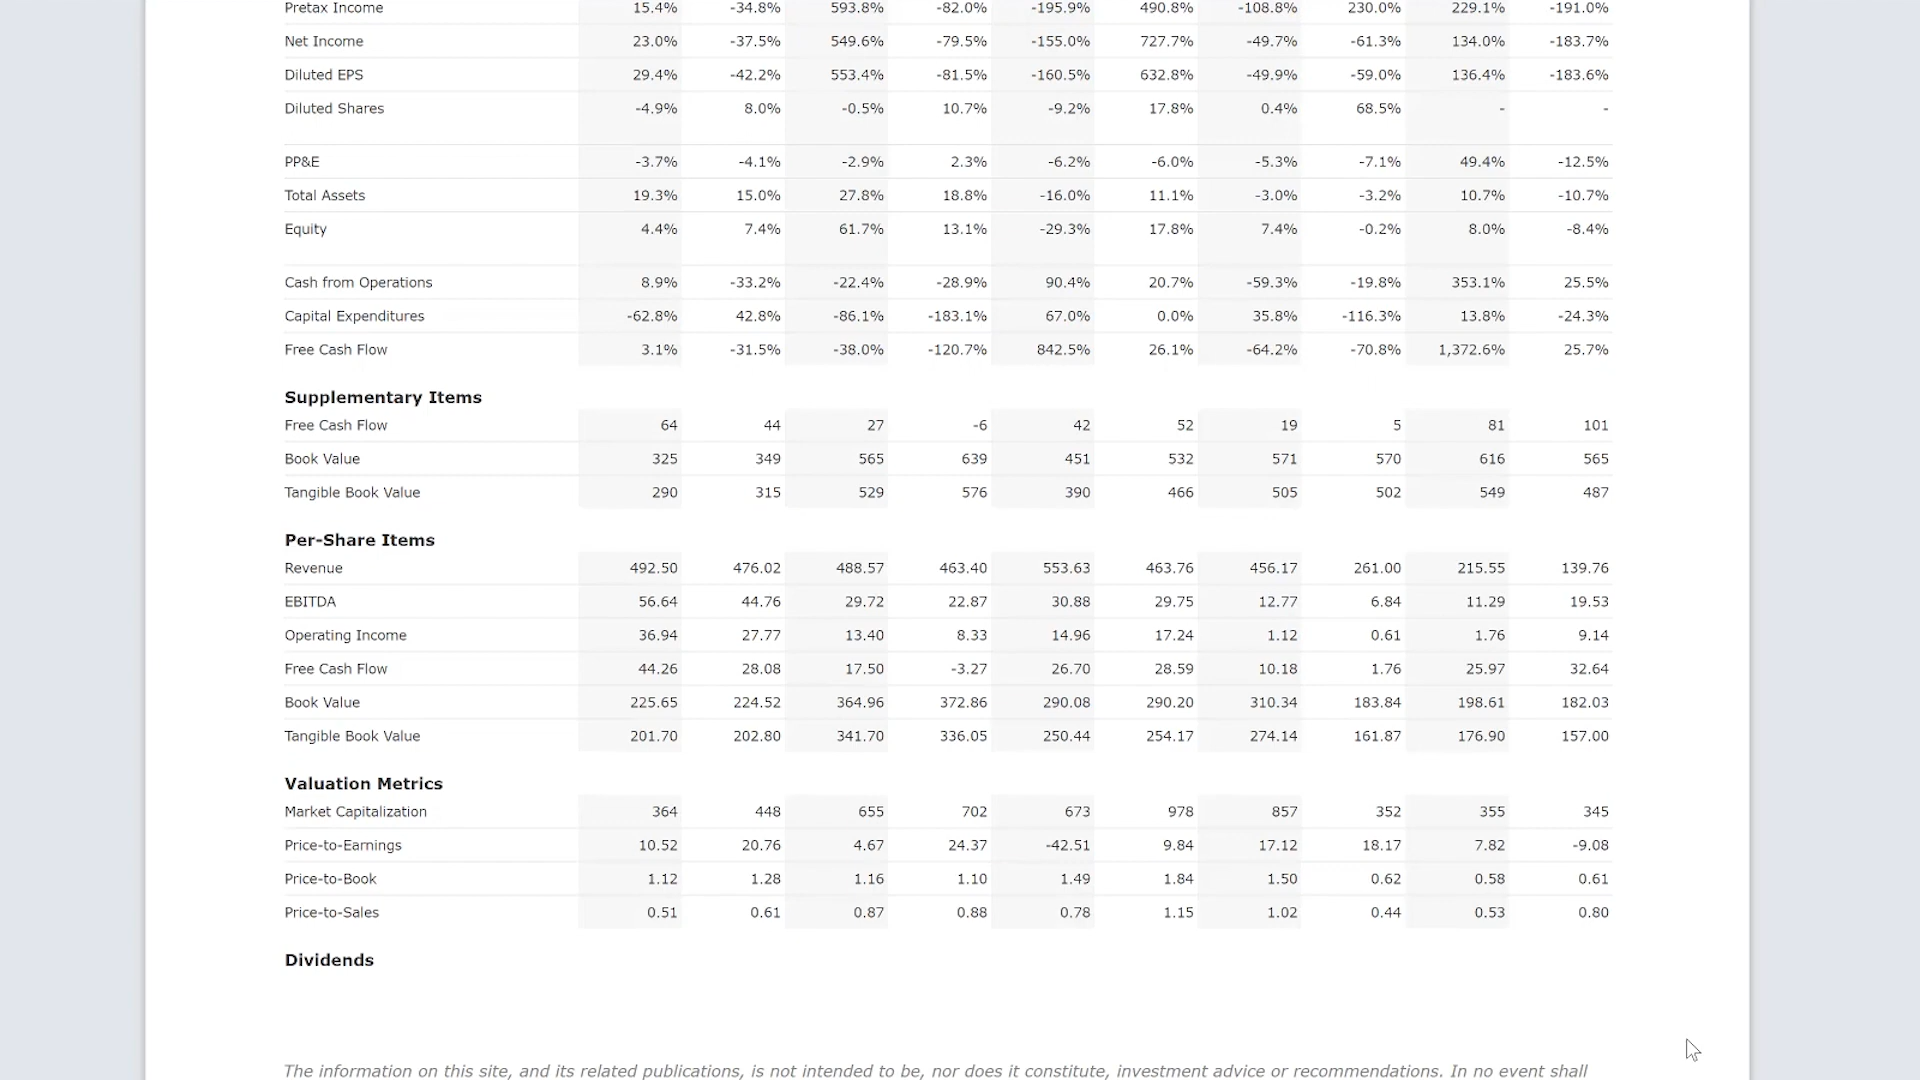 Pretax Income 15.4% -34.8% 593.8% -82.0% -195.9% 490.8% -108.8% 230.0% 229.1% -191.0%
Net Income 23.0% -37.5% 549.6% -79.5% -155.0% 727.7% -49.7% -61.3% 134.0% -183.7%
Diluted EPS 29.4% -42.2% 553.4% -81.5% -160.5% 632.8% -49.9% -59.0% 136.4% -183.6%
Diluted Shares -4.9% 8.0% -0.5% 10.7% -9.2% 17.8% 0.4% 68.5% - -
PP&E -3.7% -4.1% -2.9% 2.3% -6.2% -6.0% -5.3% -7.1% 49.4% -12.5%
Total Assets 19.3% 15.0% 27.8% 18.8% -16.0% 11.1% -3.0% -3.2% 10.7% -10.7%
Equity 4.4% 7.4% 61.7% 13.1% -29.3% 17.8% 7.4% -0.2% 8.0% -8.4%
Cash from Operations 8.9% -33.2% -22.4% -28.9% 90.4% 20.7% -59.3% -19.8% 353.1% 25.5%
Capital Expenditures -62.8% 42.8% -86.1% -183.1% 67.0% 0.0% 35.8% -116.3% 13.8% -24.3%
Free Cash Flow 3.1% -31.5% -38.0% -120.7% 842.5% 26.1% -64.2% -70.8% 1,372.6% 25.7%
Supplementary Items
Free Cash Flow 64 44 27 -6 42 52 19 5 81 101
Book Value 325 349 565 639 451 532 571 570 616 565
Tangible Book Value 290 315 529 576 390 466 505 502 549 487
Per-Share Items
Revenue 492.50 476.02 488.57 463.40 553.63 463.76 456.17 261.00 215.55 139.76
EBITDA 56.64 44.76 29.72 22.87 30.88 29.75 12.77 6.84 11.29 19.53
Operating Income 36.94 27.77 13.40 8.33 14.96 17.24 1.12 0.61 1.76 9.14
Free Cash Flow 44.26 28.08 17.50 -3.27 26.70 28.59 10.18 1.76 25.97 32.64
Book Value 225.65 224.52 364.96 372.86 290.08 290.20 310.34 183.84 198.61 182.03
Tangible Book Value 201.70 202.80 341.70 336.05 250.44 254.17 274.14 161.87 176.90 157.00
Valuation Metrics
Market Capitalization 364 448 655 702 673 978 857 352 355 345
Price-to-Earnings 10.52 20.76 4.67 24.37 -42.51 9.84 17.12 18.17 7.82 -9.08
Price-to-Book 1.12 1.28 1.16 1.10 1.49 1.84 1.50 0.62 0.58 0.61
Price-to-Sales 0.51 0.61 0.87 0.88 0.78 1.15 1.02 0.44 0.53 0.80
Dividends
The information on this site, and its related publications, is not intended to be, nor does it constitute, investment advice or recommendations. In no event shall